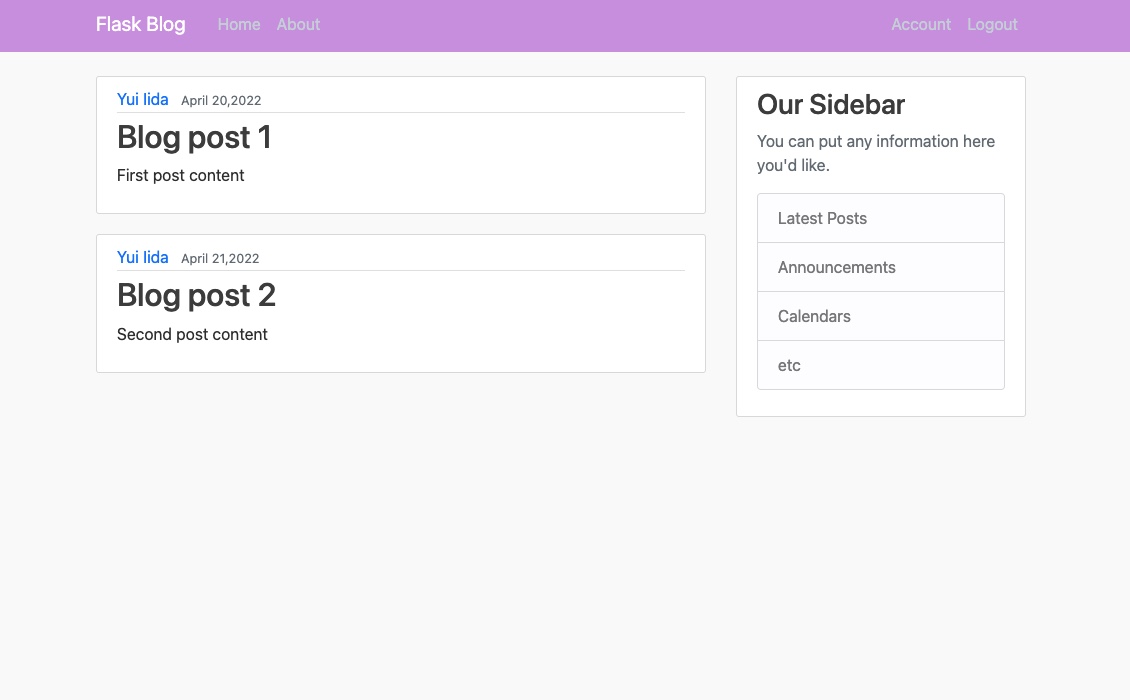 Flask Blog Home About Account Logout
Yui Iida April 20,2022
Blog post 1
First post content
Yui Iida April 21,2022
Blog post 2
Second post content
Our Sidebar
You can put any information here
you'd like.
Latest Posts
Announcements
Calendars
etc